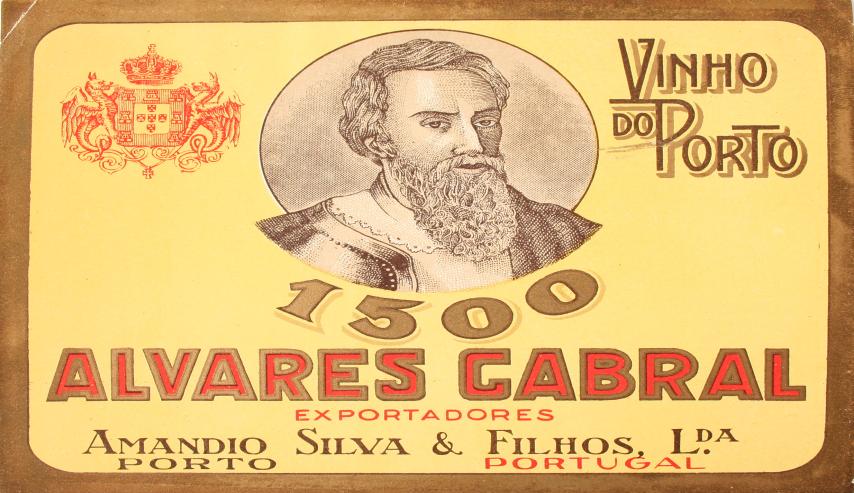 VINHO
DO PORTO
1500
ALVARES CABRAL
EXPORTADORES
AMANDIO SILVA & FILHOS, L.DA
PORTO PORTUGAL